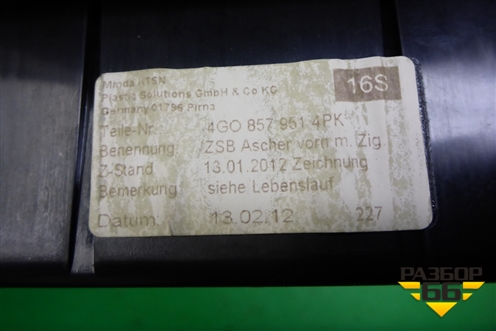 Minda KTSN
Plastic Solutions GmbH & Co KG
Germany 01796 Pirna
16S
Teile-Nr.: 4GO 857 951 4PK
Benennung: ZSB Ascher vorn m. Zig.
Z-Stand 13.01.2012 Zeichnung
Bemerkung: siehe Lebenslauf
Datum: 13.02.12 227
РАЗБОР
66